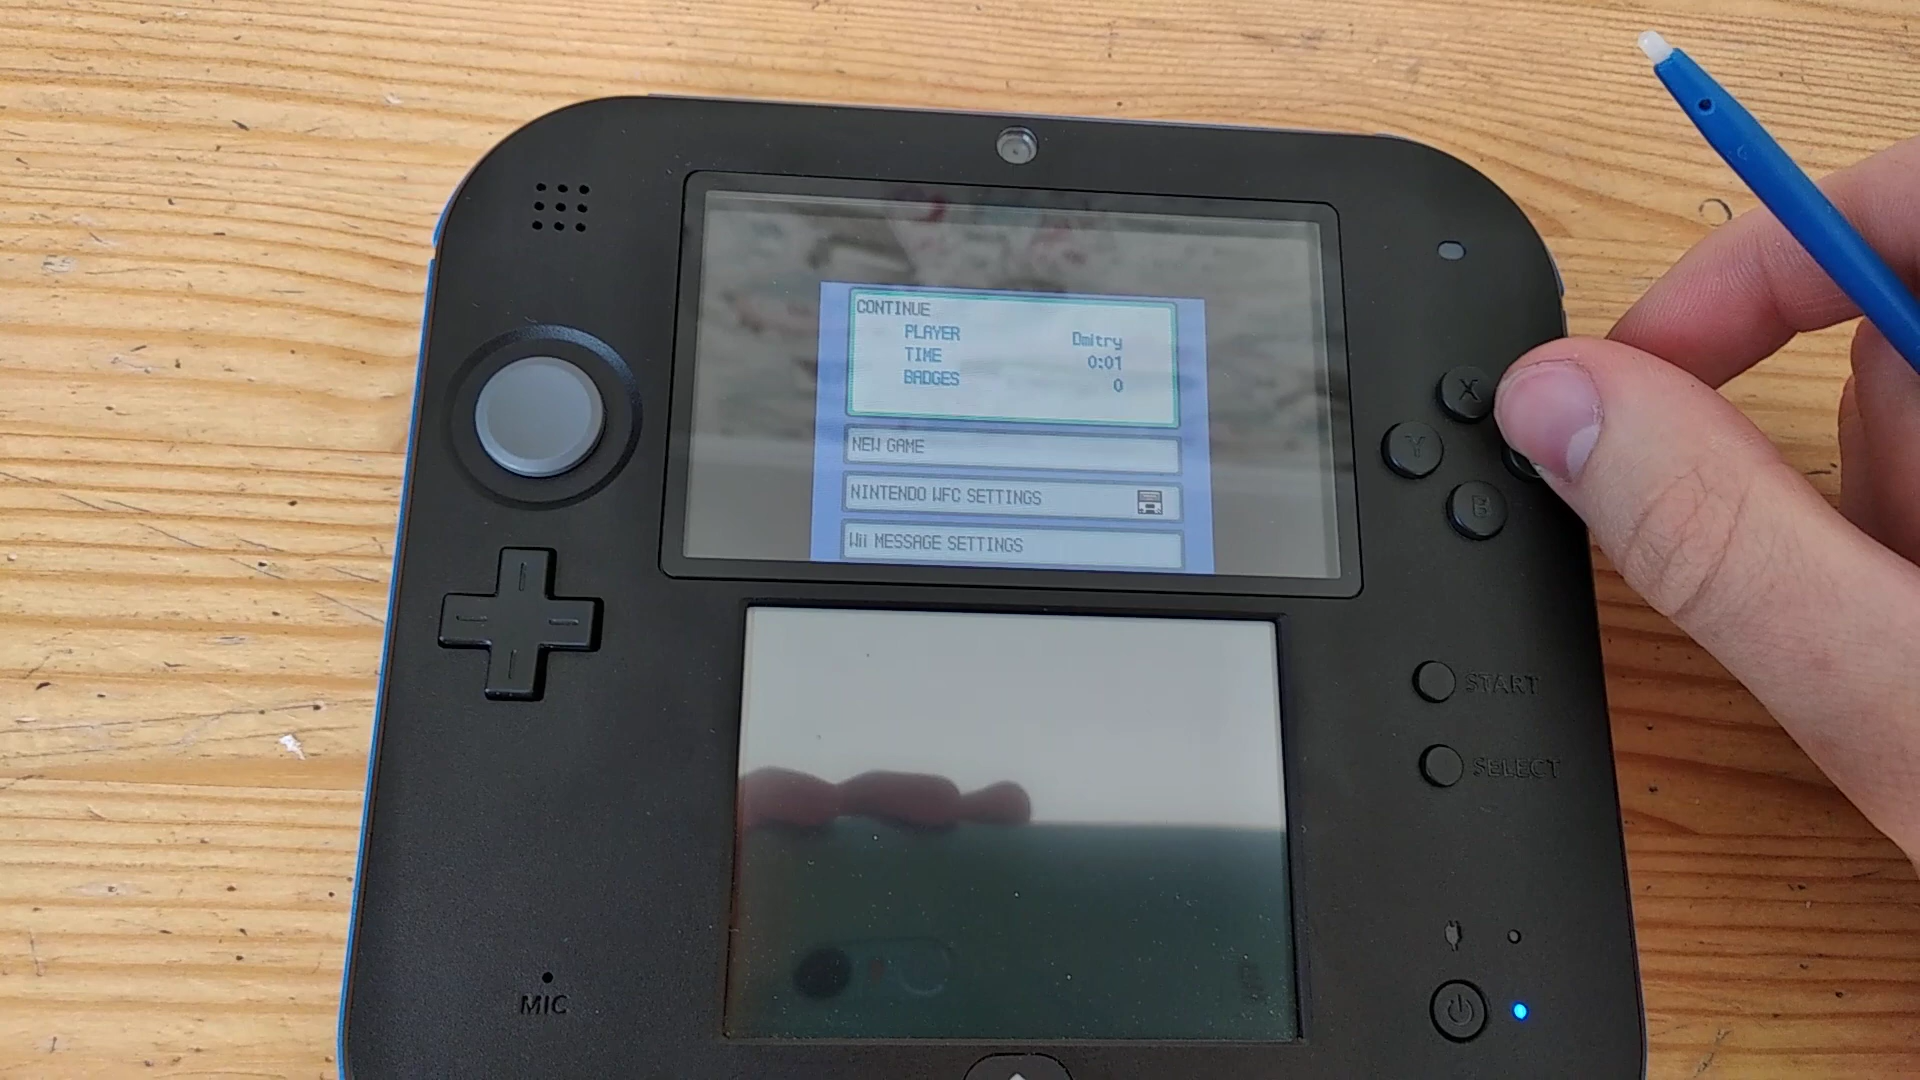 CONTINUE
PLAYER Dmitry
TIME 0:01
BADGES 0
NEW GAME
NINTENDO WFC SETTINGS
Wii MESSAGE SETTINGS
X
Y
B
START
SELECT
MIC